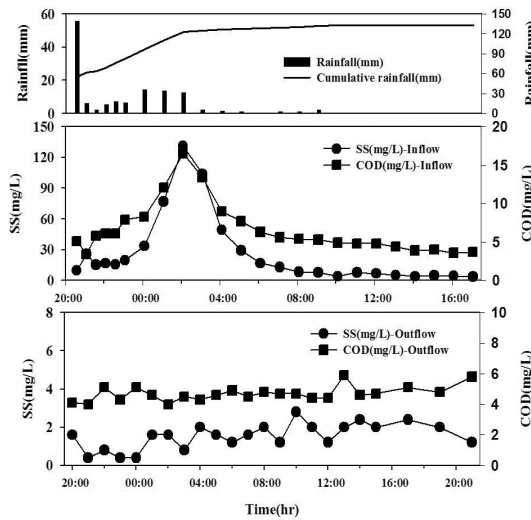 60
40
20
0
Rainfll(mm)
150
120
90
60
30
0
Rainfall(mm)
Rainfall(mm)
Cumulative rainfall(mm)
150
120
90
60
30
0
SS(mg/L)
20
15
10
5
0
COD(mg/L)
SS(mg/L)-Inflow
COD(mg/L)-Inflow
20:00 00:00 04:00 08:00 12:00 16:00
8
6
4
2
0
SS(mg/L)
10
8
6
4
2
0
COD(mg/L)
SS(mg/L)-Outflow
COD(mg/L)-Outflow
20:00 00:00 04:00 08:00 12:00 16:00 20:00
Time(hr)